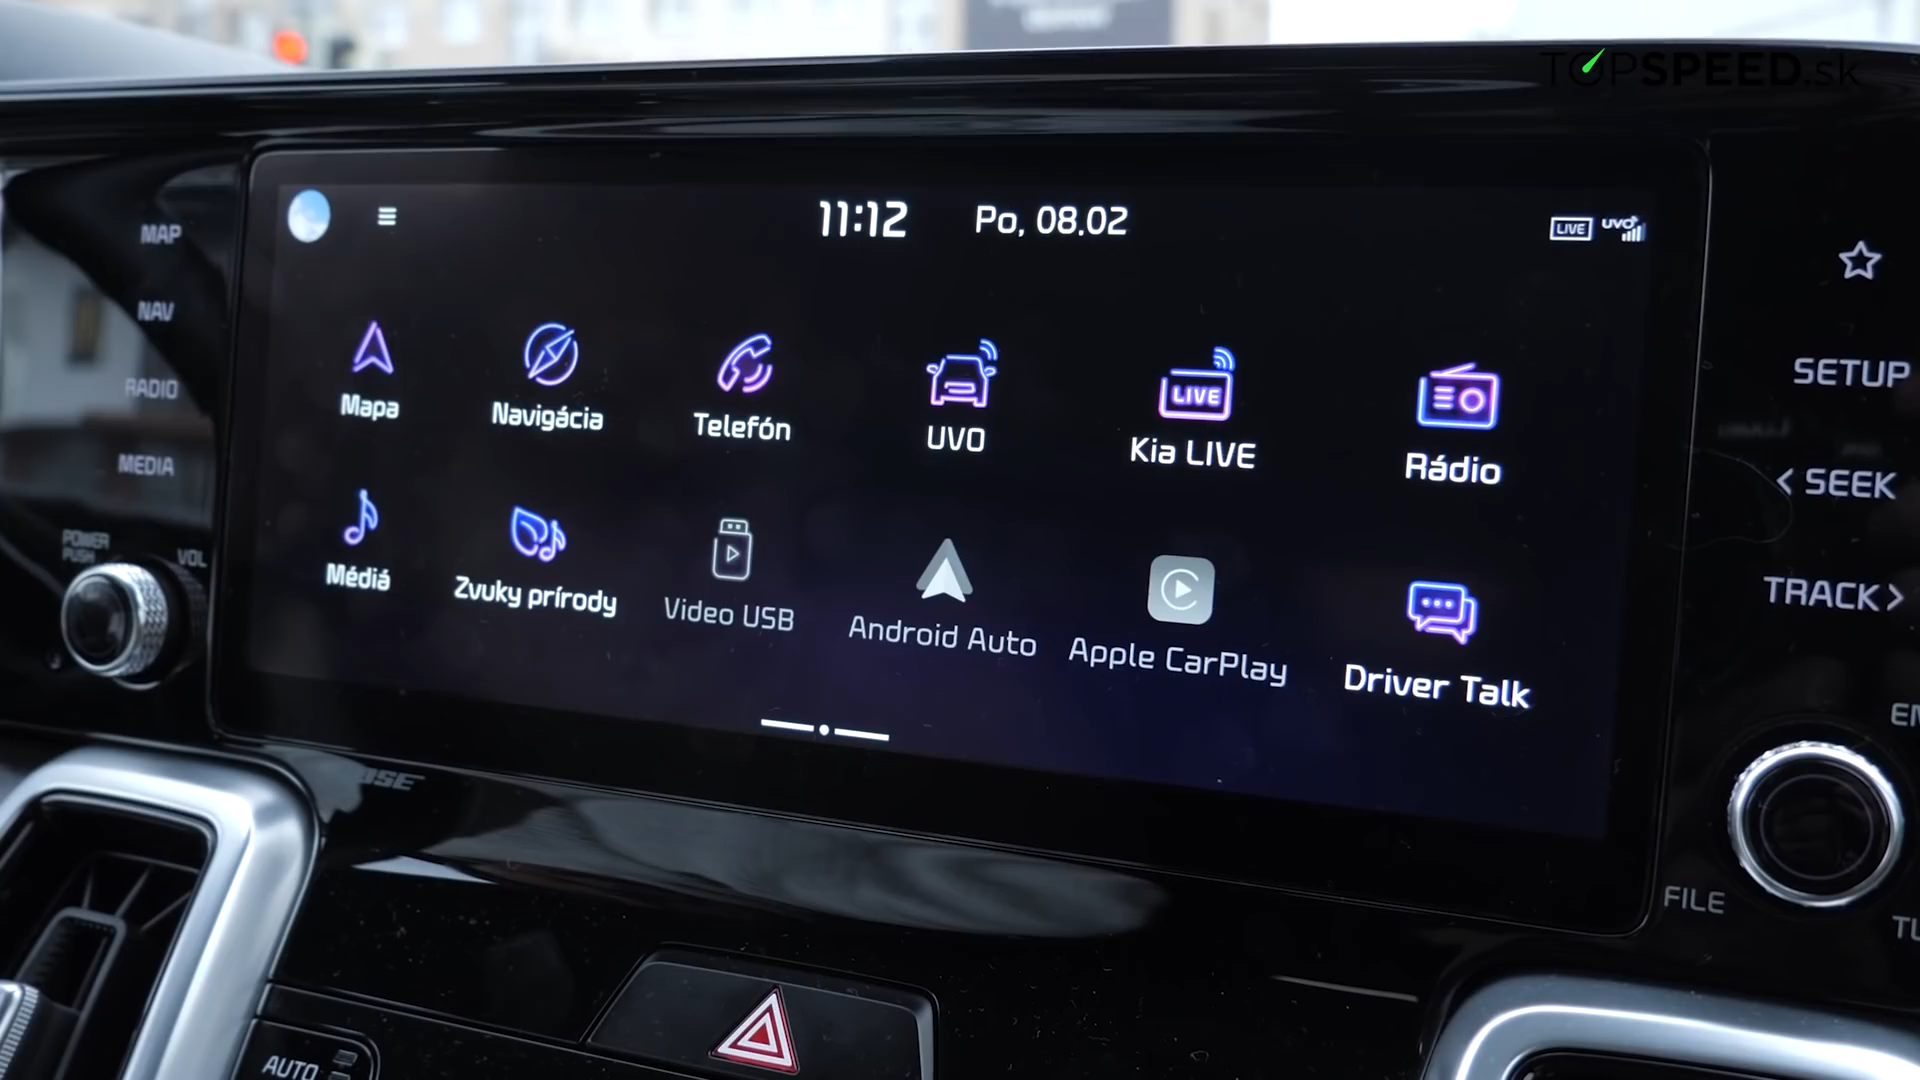 TOPSPEED.sk
11:12 Po, 08.02
LIVE UVO
MAP
NAV
RADIO
MEDIA
POWER
PUSH
VOL
Mapa
Navigácia
Telefón
UVO
LIVE
Kia LIVE
Rádio
Médiá
Zvuky prírody
Video USB
Android Auto
Apple CarPlay
Driver Talk
SETUP
< SEEK
TRACK >
FILE
AUTO